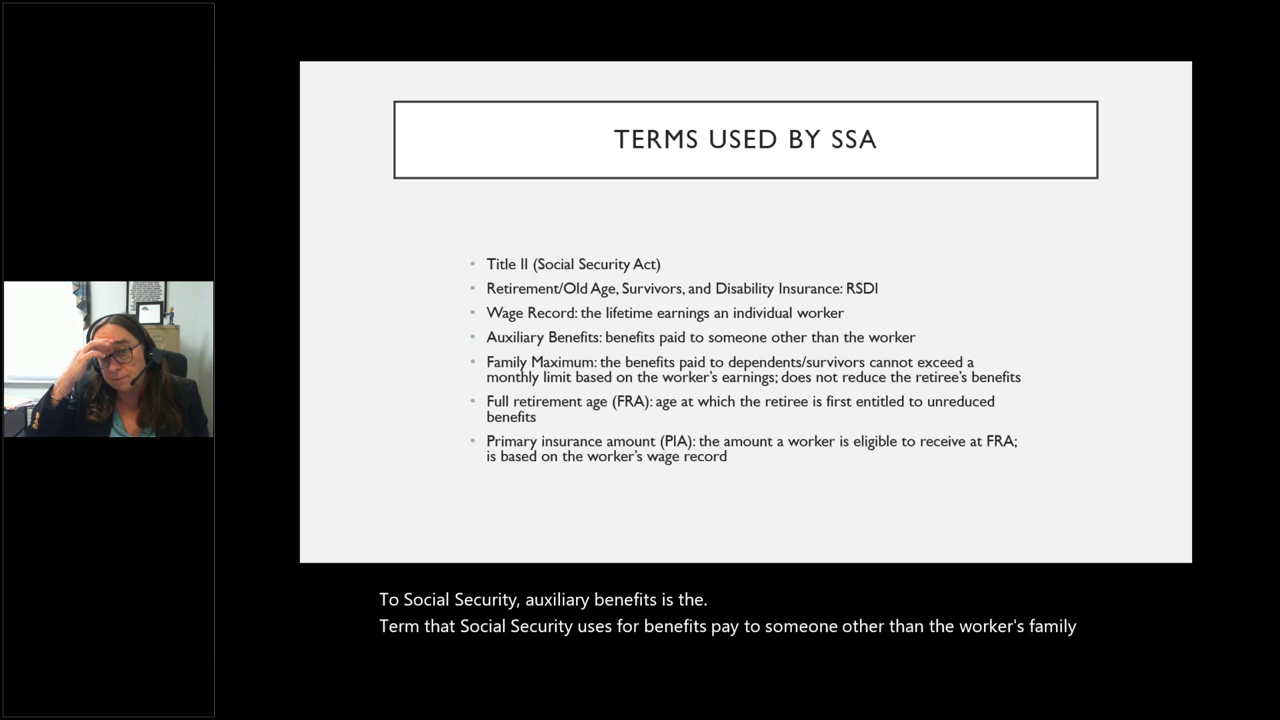 TERMS USED BY SSA
• Title II (Social Security Act)
• Retirement/Old Age, Survivors, and Disability Insurance: RSDI
• Wage Record: the lifetime earnings an individual worker
• Auxiliary Benefits: benefits paid to someone other than the worker
• Family Maximum: the benefits paid to dependents/survivors cannot exceed a
monthly limit based on the worker's earnings; does not reduce the retiree's benefits
• Full retirement age (FRA): age at which the retiree is first entitled to unreduced
benefits
• Primary insurance amount (PIA): the amount a worker is eligible to receive at FRA;
is based on the worker's wage record
To Social Security, auxiliary benefits is the.
Term that Social Security uses for benefits pay to someone other than the worker's family